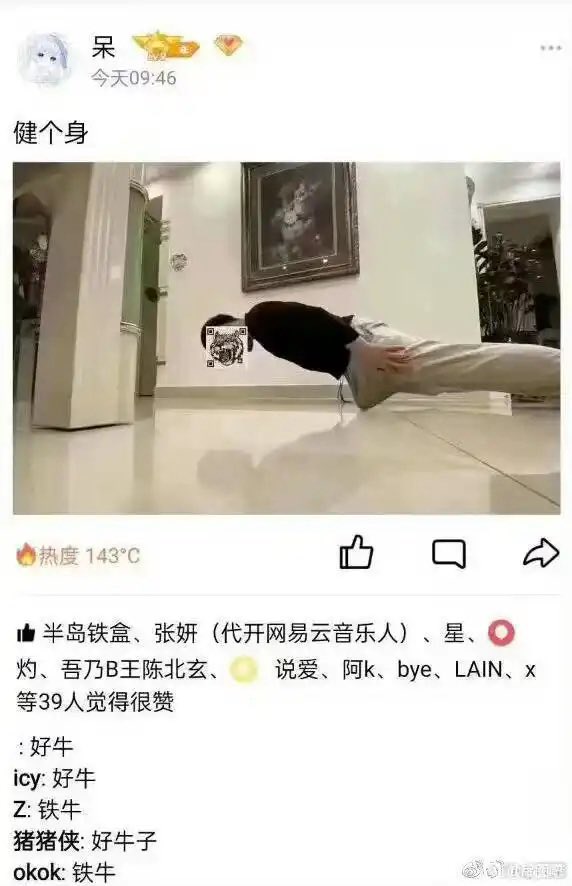 呆
今天09:46
健个身
热度 143°C
半岛铁盒、张妍（代开网易云音乐人）、星、
灼、吾乃B王陈北玄、 说爱、阿k、bye、LAIN、x
等39人觉得很赞
: 好牛
icy: 好牛
Z: 铁牛
猪猪侠: 好牛子
okok: 铁牛